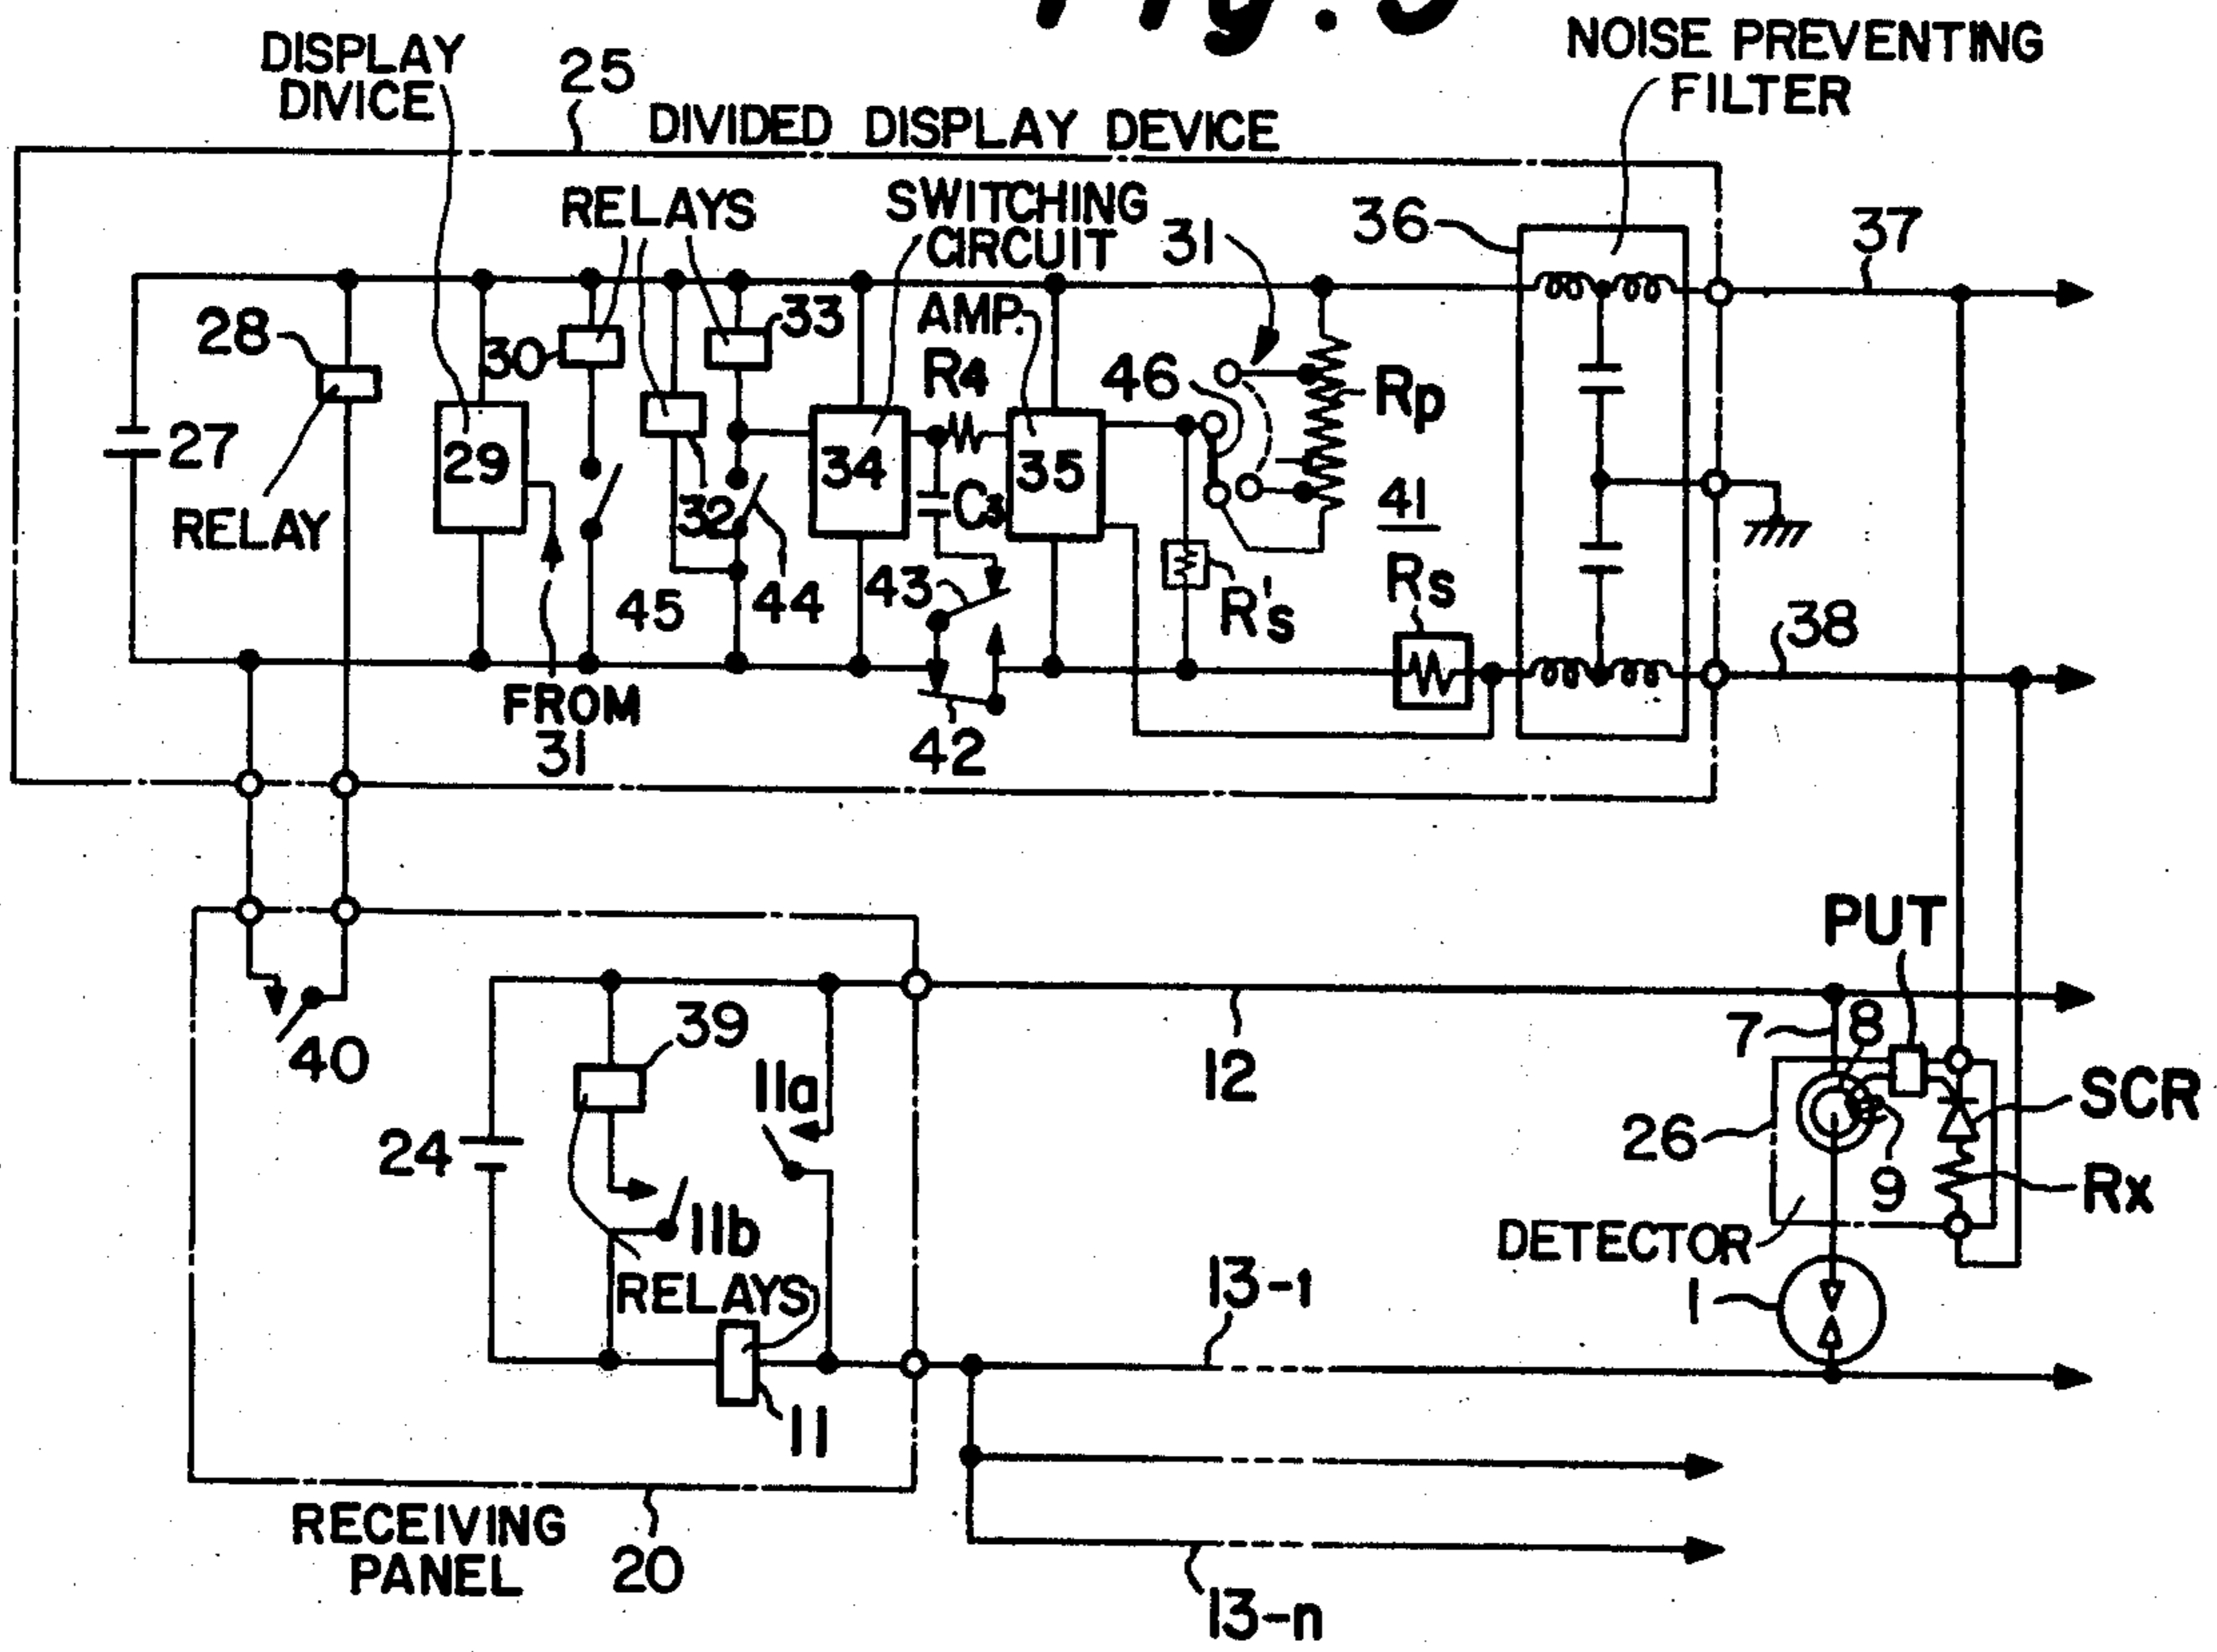 Fig. 5
DISPLAY
DIVICE
25
DIVIDED DISPLAY DEVICE
NOISE PREVENTING
FILTER
RELAYS
SWITCHING
CIRCUIT
31
36
37
28
30
33
AMP.
R4
46
Rp
27
29
34
35
RELAY
32
C3
41
Rs
45
44
43
R's
38
FROM
31
42
PUT
40
39
11a
12
7
8
SCR
24
26
9
Rx
11b
DETECTOR
RELAYS
13-1
1
11
RECEIVING
PANEL
20
13-n